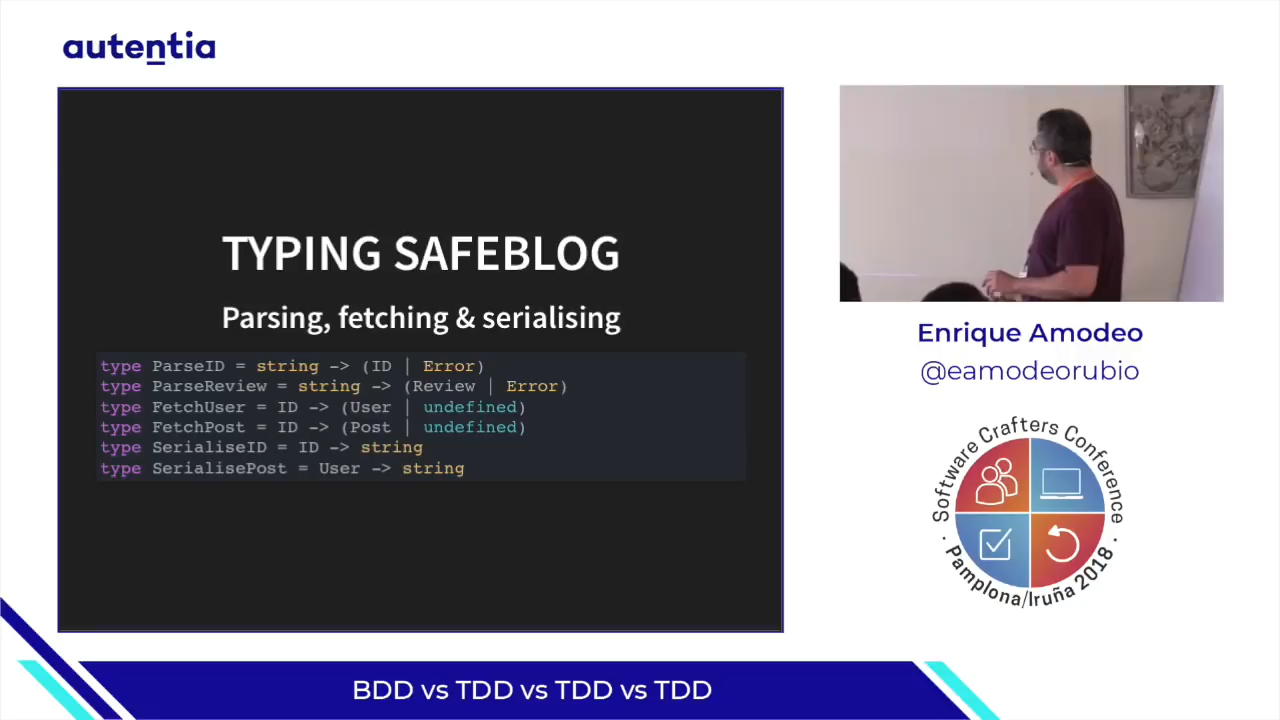 autentia
TYPING SAFEBLOG
Parsing, fetching & serialising
type ParseID = string -> (ID | Error)
type ParseReview = string -> (Review | Error)
type FetchUser = ID -> (User | undefined)
type FetchPost = ID -> (Post | undefined)
type SerialiseID = ID -> string
type SerialisePost = User -> string
Enrique Amodeo
@eamodeorubio
Software Crafters Conference
· Pamplona/Iruña 2018 ·
BDD vs TDD vs TDD vs TDD